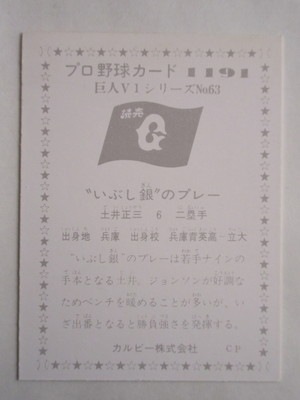 プロ野球カード 1191
巨人V1シリーズNo63
読売
G
"いぶし銀"のプレー
土井正三 6 二塁手
出身地 兵庫 出身校 兵庫育英高−立大
"いぶし銀"のプレーは若手ナインの
手本となる土井、ジョンソンが好調な
ためベンチを暖めることが多いが、い
ざ出番となると勝負強さを発揮する。
カルビー株式会社 CP